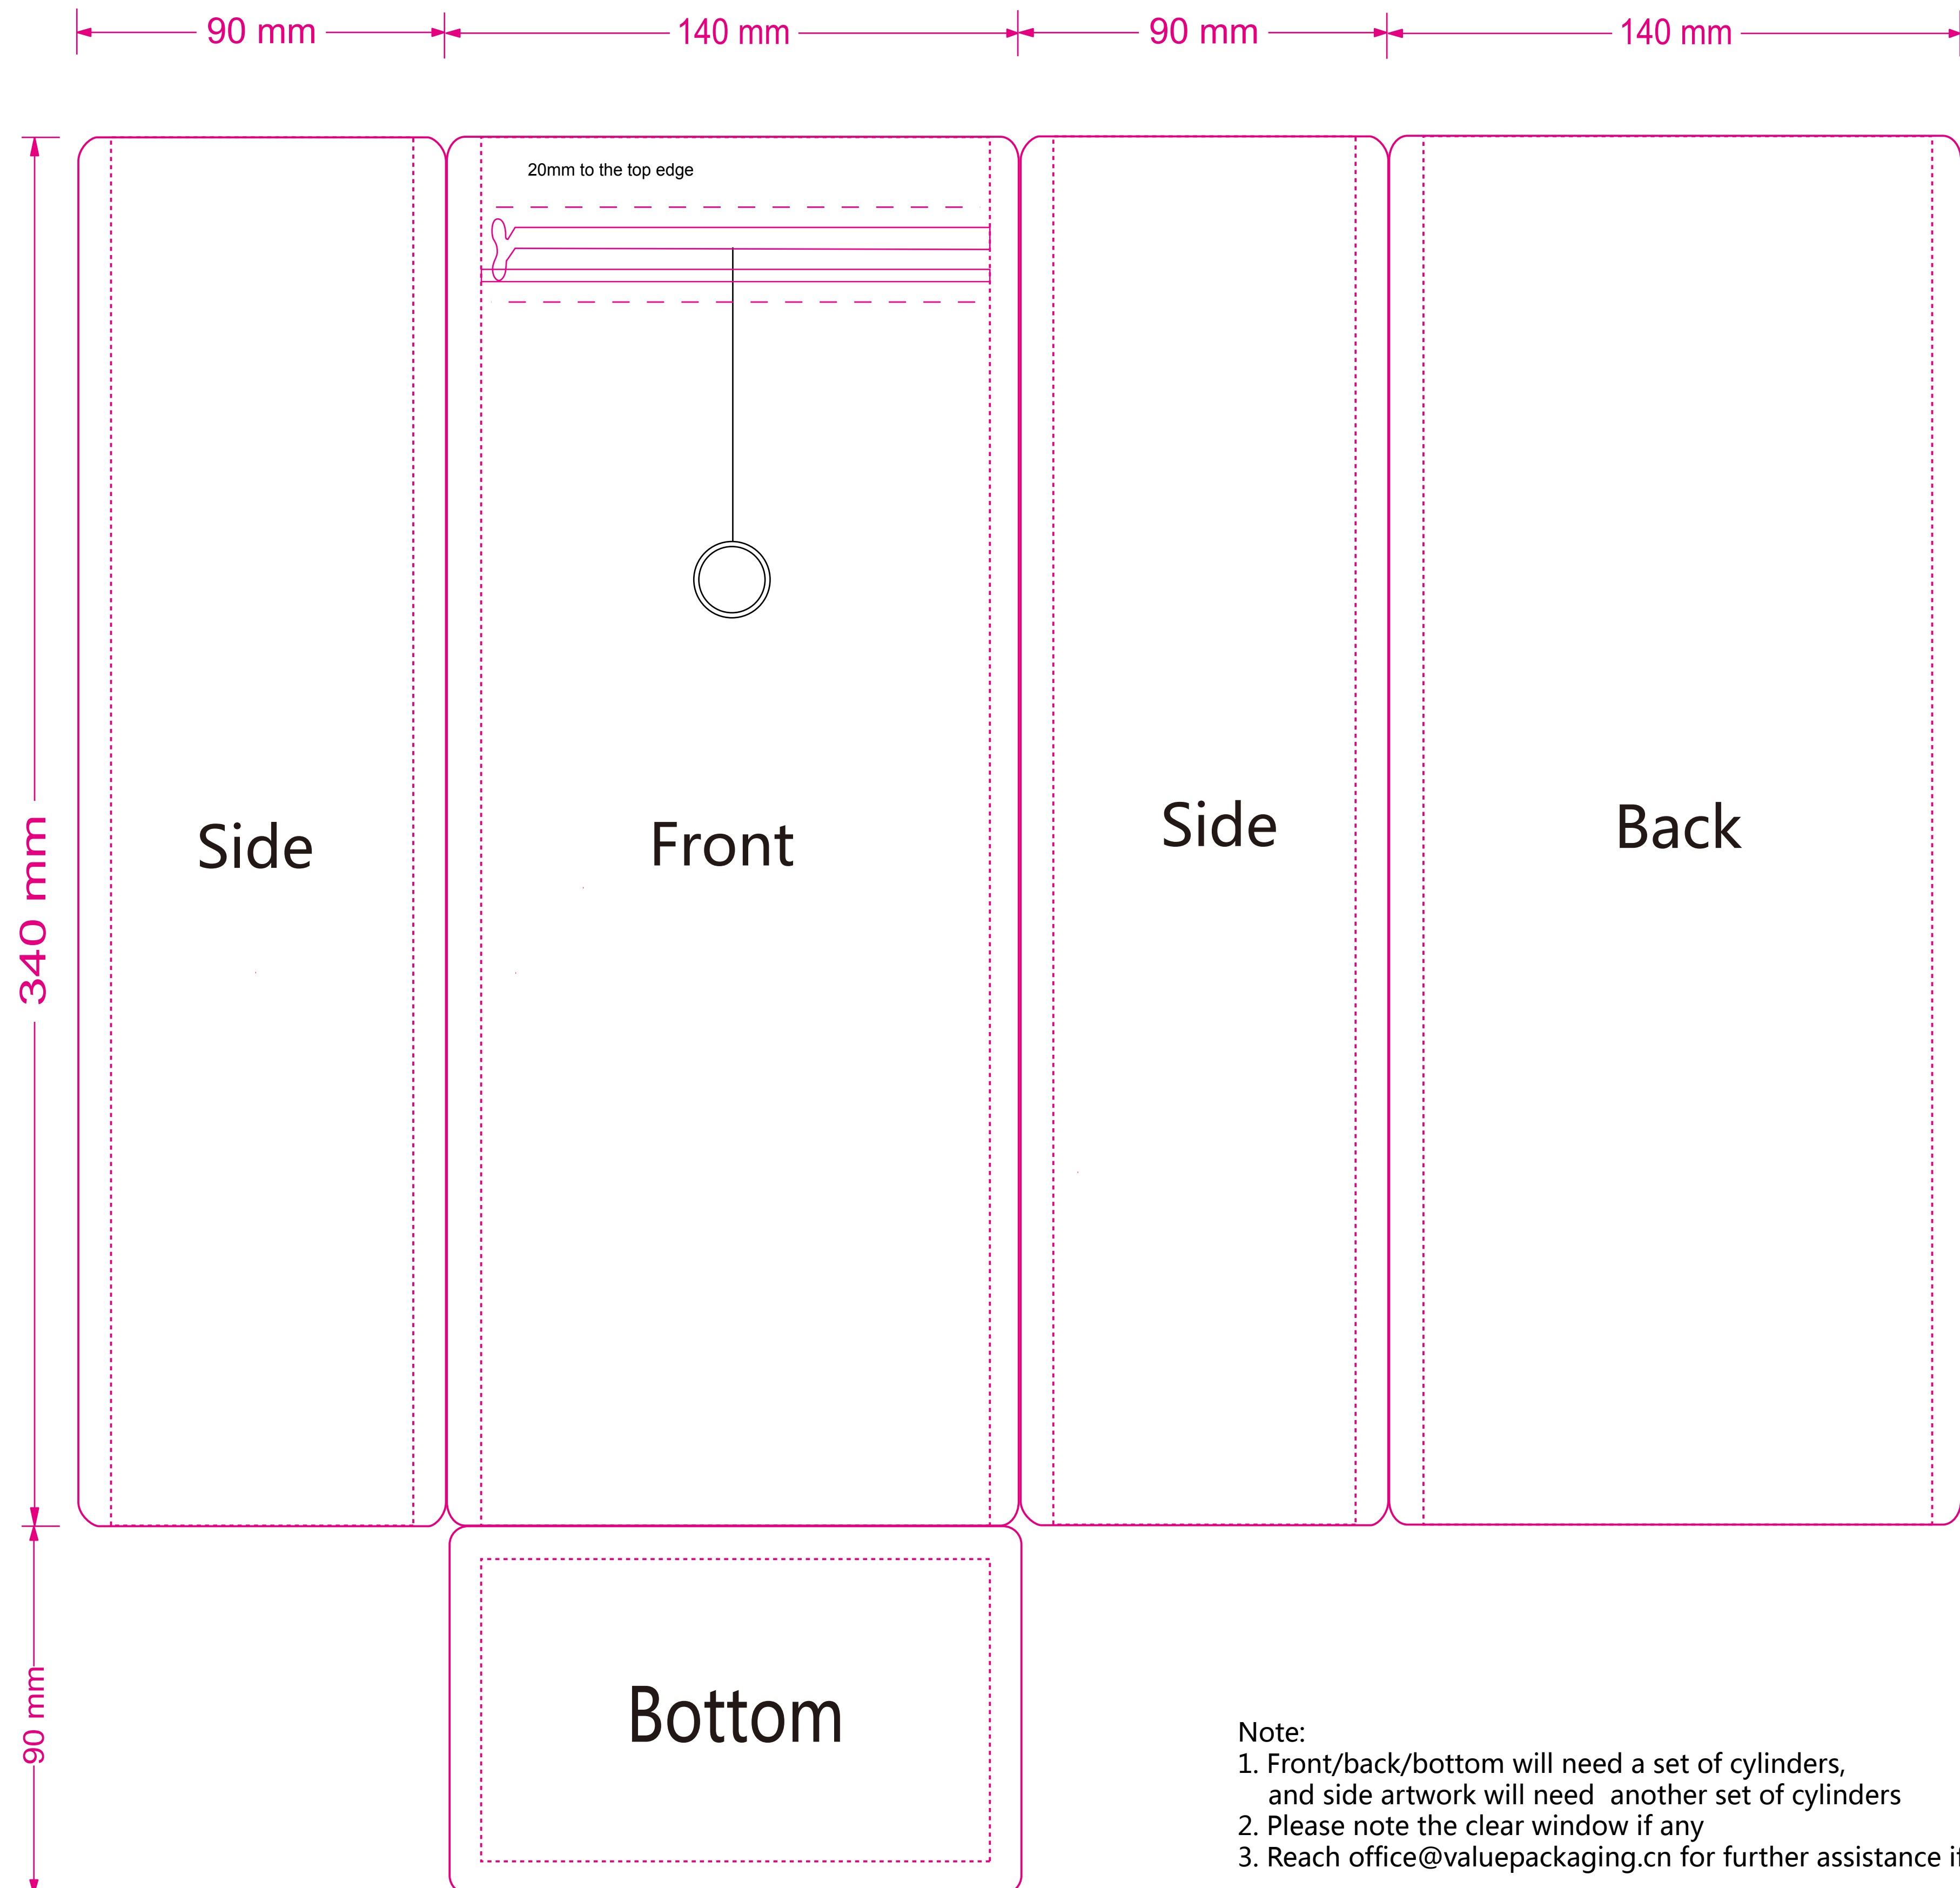 90 mm
140 mm
90 mm
140 mm
20mm to the top edge
340 mm
Side
Front
Side
Back
90 mm
Bottom
Note:
1. Front/back/bottom will need a set of cylinders,
and side artwork will need another set of cylinders
2. Please note the clear window if any
3. Reach office@valuepackaging.cn for further assistance